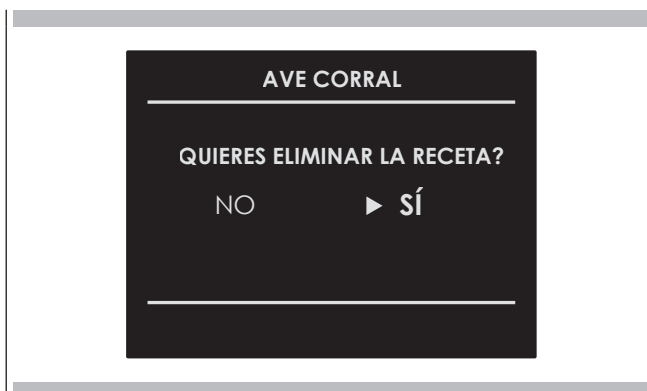 AVE CORRAL
QUIERES ELIMINAR LA RECETA?
NO ▶ SÍ